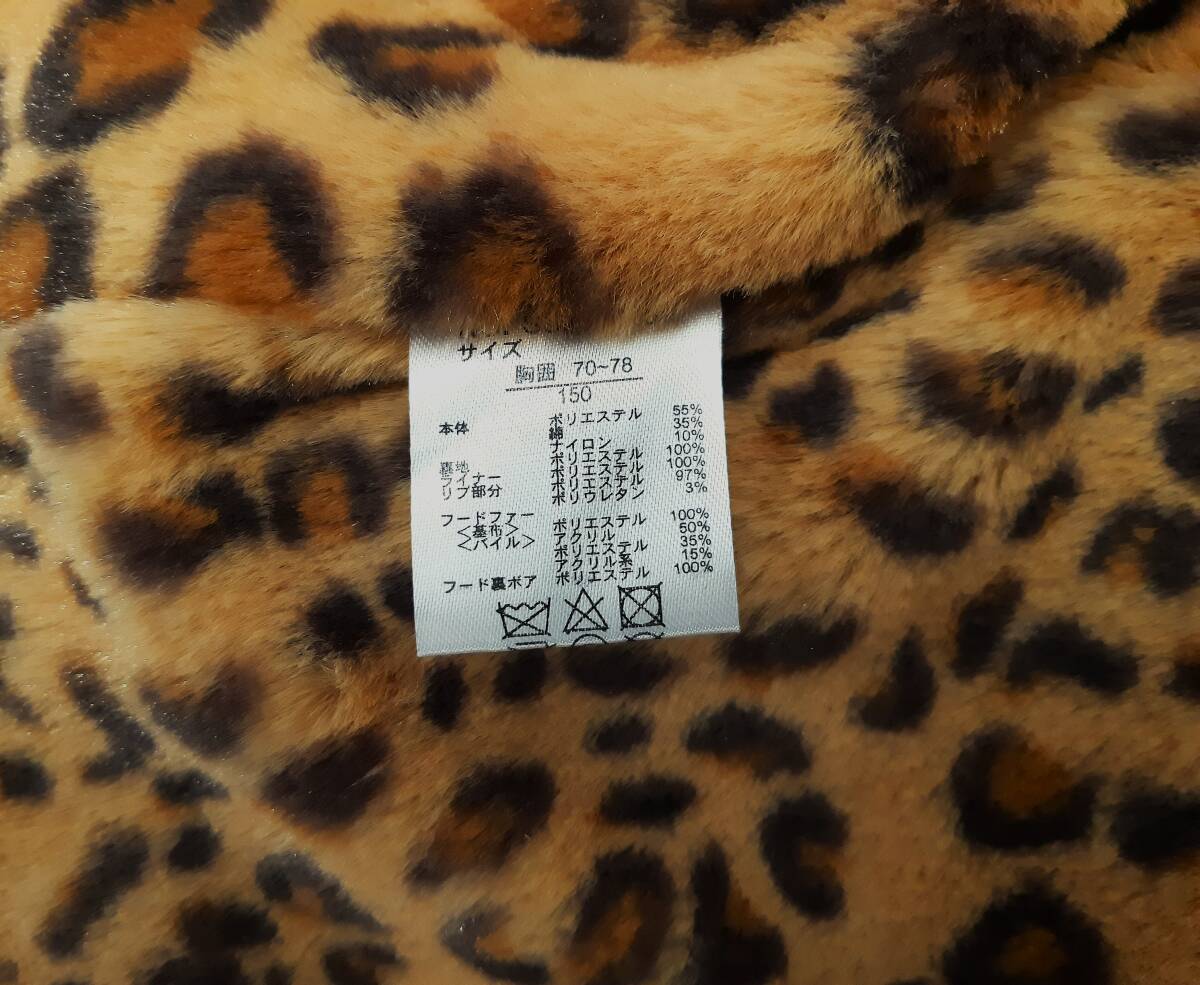 サイズ
胸囲 70~78
150
本体 ポリエステル 55%
綿 35%
ナイロン 10%
裏地 ポリエステル 100%
ライナー ポリエステル 100%
リブ部分 ポリエステル 97%
ポリウレタン 3%
フードファー
<基布> ポリエステル 100%
<パイル> アクリル 50%
ポリエステル 35%
アクリル系 15%
フード裏ボア ポリエステル 100%